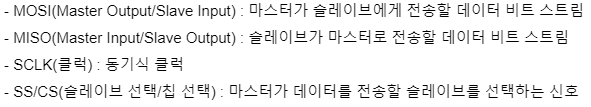 - MOSI(Master Output/Slave Input) : 마스터가 슬레이브에게 전송할 데이터 비트 스트림
- MISO(Master Input/Slave Output) : 슬레이브가 마스터로 전송할 데이터 비트 스트림
- SCLK(클럭) : 동기식 클럭
- SS/CS(슬레이브 선택/칩 선택) : 마스터가 데이터를 전송할 슬레이브를 선택하는 신호